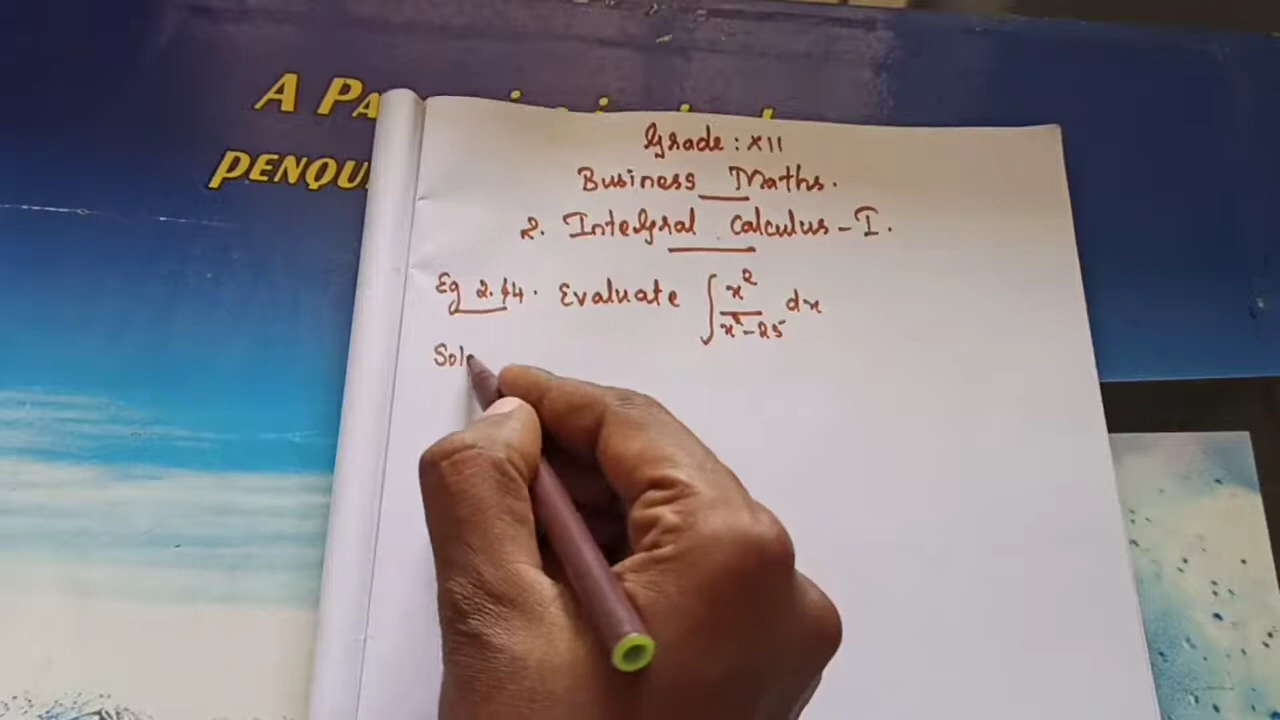 A Pa
PENQU
Grade : XII
Business Maths.
2. Integral Calculus - I.
Eg 2.44. Evaluate ∫ x²/(x²-25) dx
Sol